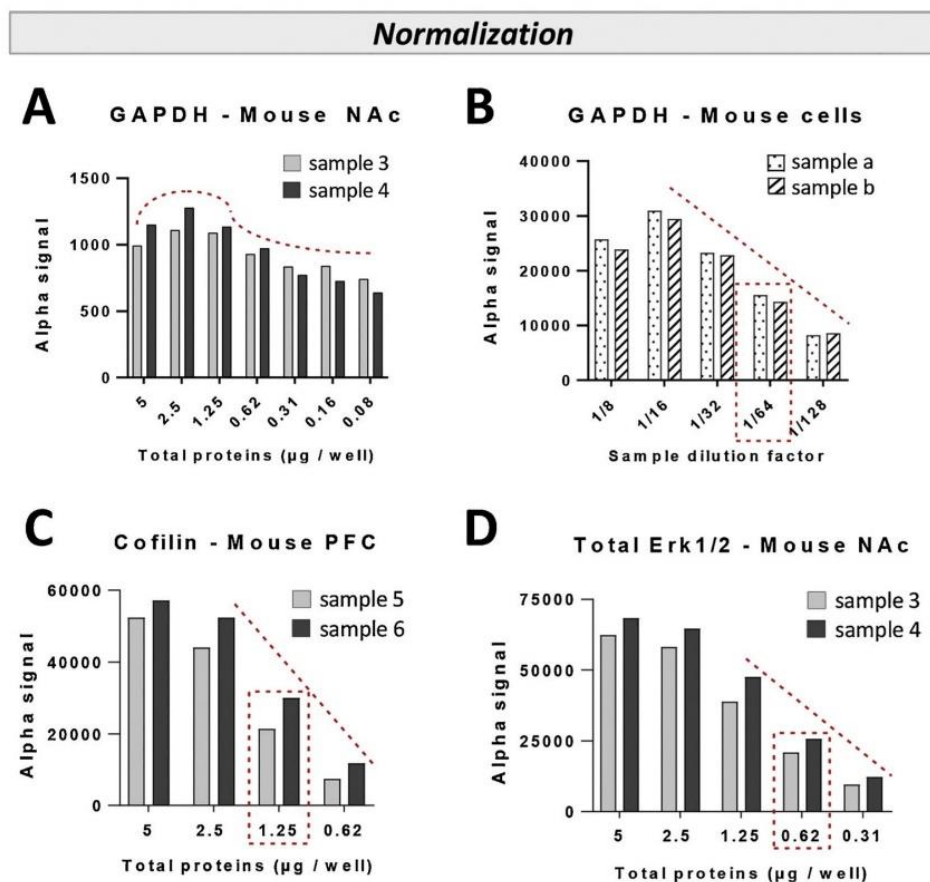 Normalization
A
GAPDH - Mouse NAc
sample 3
sample 4
1500
1000
500
0
Alpha signal
5
2.5
1.25
0.62
0.31
0.16
0.08
Total proteins (µg / well)
B
GAPDH - Mouse cells
sample a
sample b
40000
30000
20000
10000
0
Alpha signal
1/8
1/16
1/32
1/64
1/128
Sample dilution factor
C
Cofilin - Mouse PFC
sample 5
sample 6
60000
40000
20000
0
Alpha signal
5 2.5 1.25 0.62
Total proteins (µg / well)
D
Total Erk1/2 - Mouse NAc
sample 3
sample 4
75000
50000
25000
0
Alpha signal
5 2.5 1.25 0.62 0.31
Total proteins (µg / well)